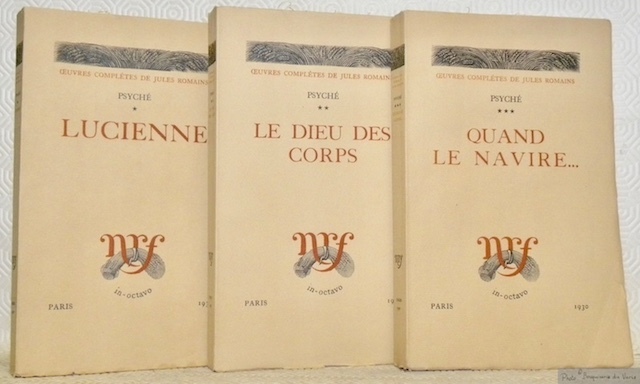 ŒUVRES COMPLÈTES DE JULES ROMAINS
PSYCHÉ
*
LUCIENNE
nrf
in-octavo
PARIS
ŒUVRES COMPLÈTES DE JULES ROMAINS
PSYCHÉ
**
LE DIEU DES
CORPS
nrf
in-octavo
PARIS
ŒUVRES COMPLÈTES DE JULES ROMAINS
PSYCHÉ
***
QUAND
LE NAVIRE...
nrf
in-octavo
PARIS 1930